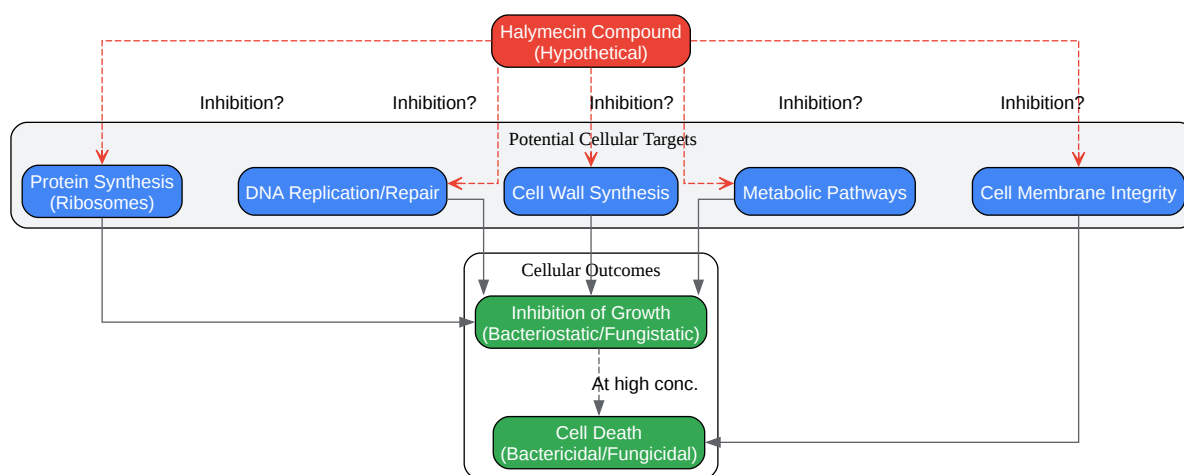 Halymecin Compound
(Hypothetical)
Inhibition?
Inhibition?
Inhibition?
Inhibition?
Inhibition?
Potential Cellular Targets
Protein Synthesis
(Ribosomes)
DNA Replication/Repair
Cell Wall Synthesis
Metabolic Pathways
Cell Membrane Integrity
Cellular Outcomes
Inhibition of Growth
(Bacteriostatic/Fungistatic)
At high conc.
Cell Death
(Bactericidal/Fungicidal)